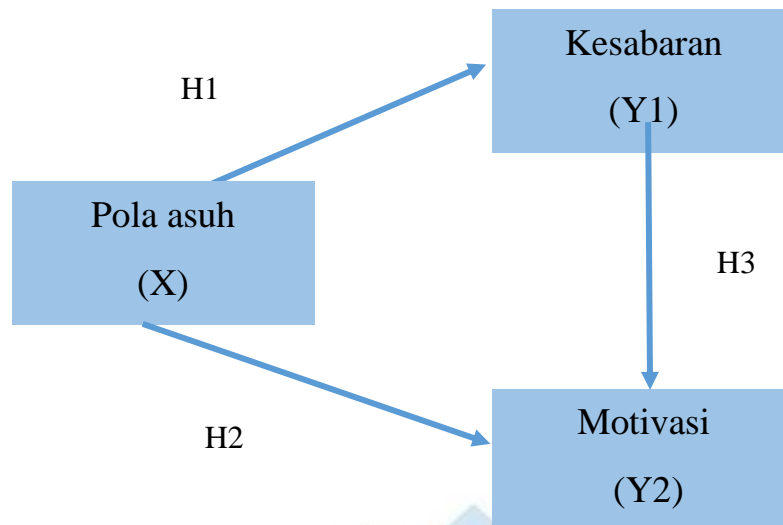 Kesabaran
(Y1)
H1
Pola asuh
(X)
H3
H2
Motivasi
(Y2)